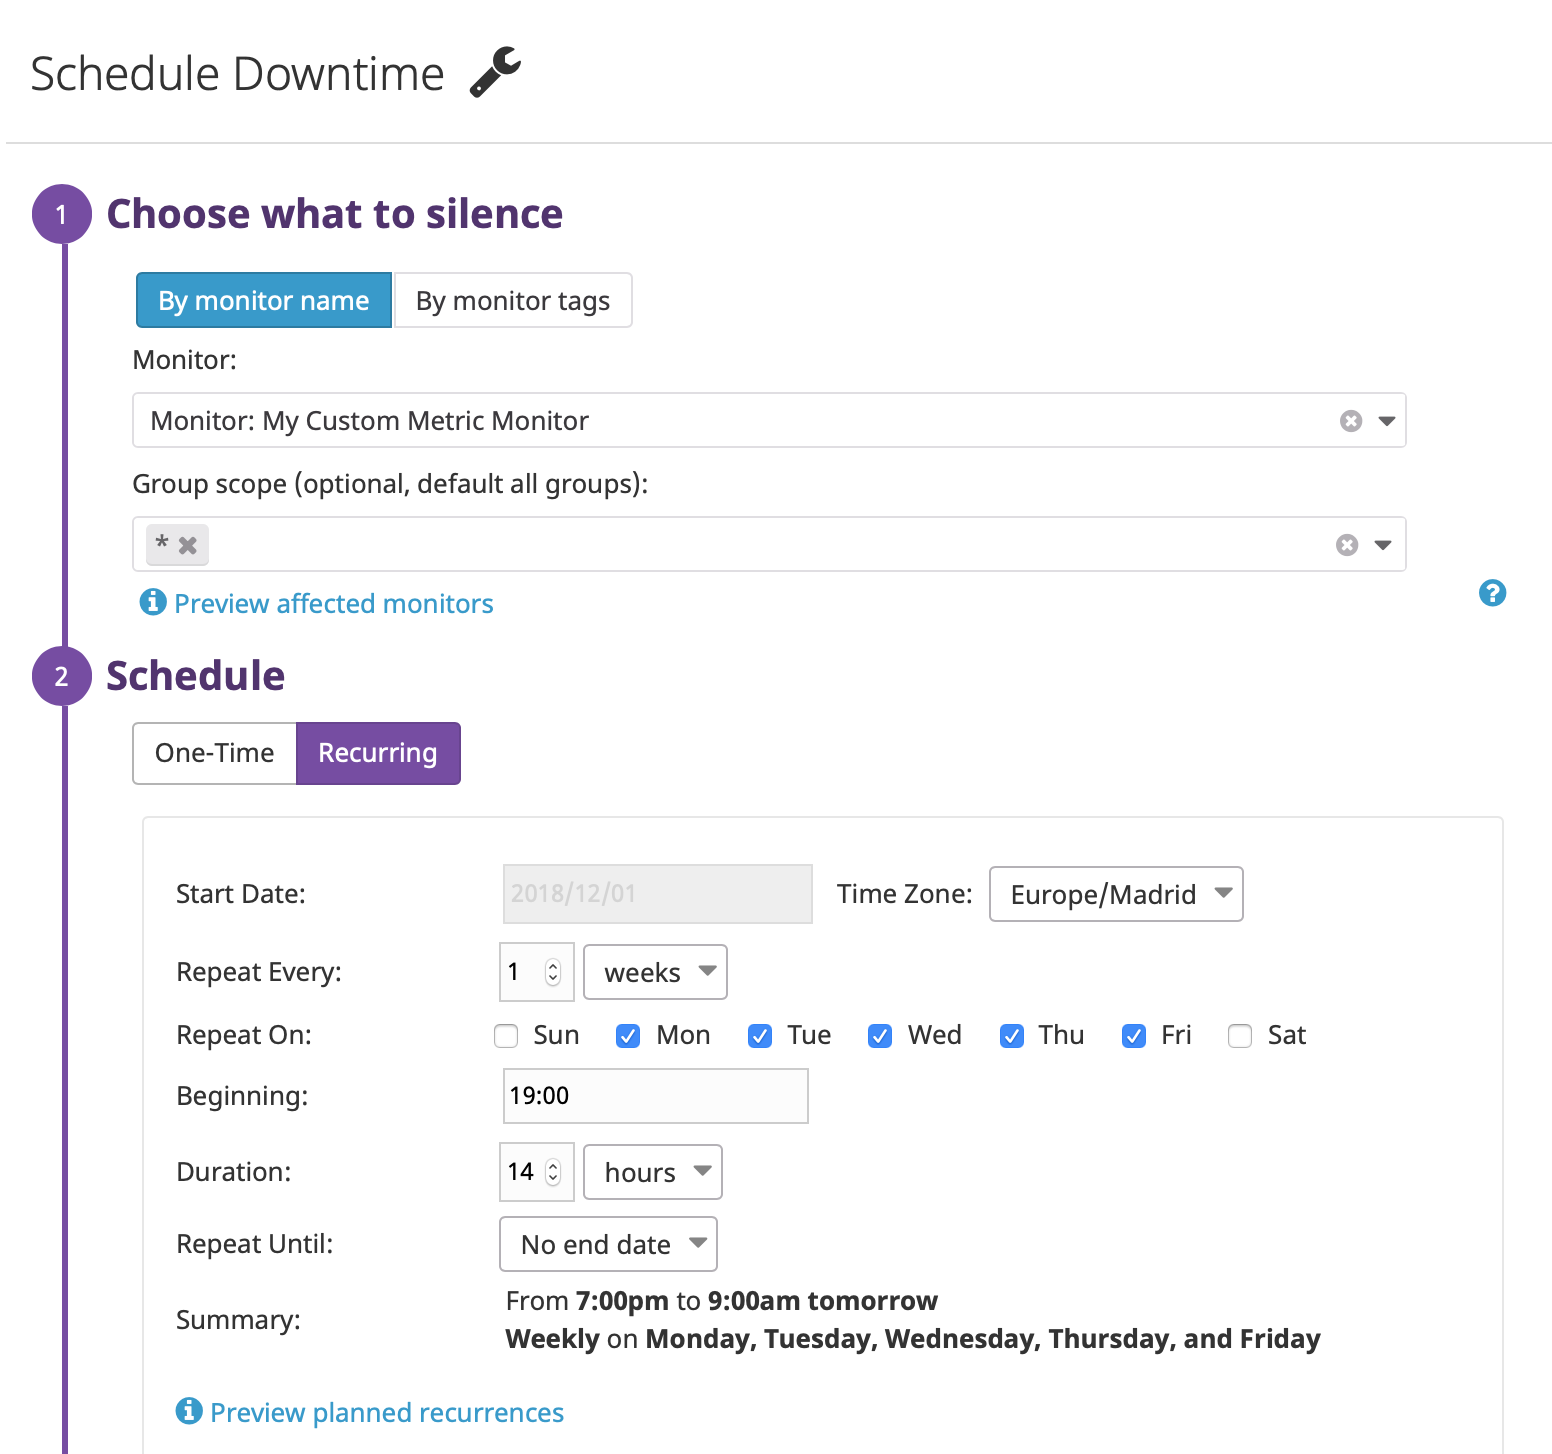 Schedule Downtime
1 Choose what to silence
By monitor name By monitor tags
Monitor:
Monitor: My Custom Metric Monitor
Group scope (optional, default all groups):
*
Preview affected monitors
2 Schedule
One-Time Recurring
Start Date: 2018/12/01 Time Zone: Europe/Madrid
Repeat Every: 1 weeks
Repeat On: Sun Mon Tue Wed Thu Fri Sat
Beginning: 19:00
Duration: 14 hours
Repeat Until: No end date
Summary: From 7:00pm to 9:00am tomorrow
Weekly on Monday, Tuesday, Wednesday, Thursday, and Friday
Preview planned recurrences